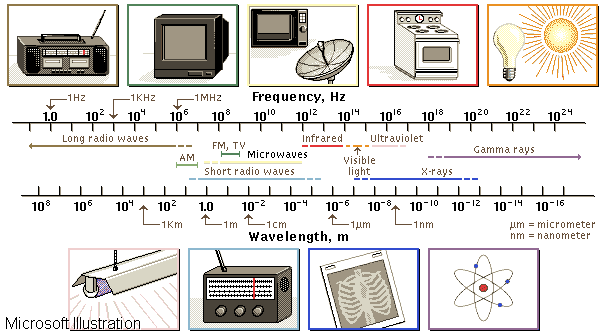 1Hz 1KHz 1MHz Frequency, Hz
1.0 10² 10⁴ 10⁶ 10⁸ 10¹⁰ 10¹² 10¹⁴ 10¹⁶ 10¹⁸ 10²⁰ 10²² 10²⁴
Long radio waves FM, TV Infrared Ultraviolet
AM Microwaves Visible light Gamma rays
Short radio waves X-rays
10⁸ 10⁶ 10⁴ 10² 1.0 10⁻² 10⁻⁴ 10⁻⁶ 10⁻⁸ 10⁻¹⁰ 10⁻¹² 10⁻¹⁴ 10⁻¹⁶
1Km 1m 1cm 1µm 1nm µm = micrometer
Wavelength, m nm = nanometer
Microsoft Illustration